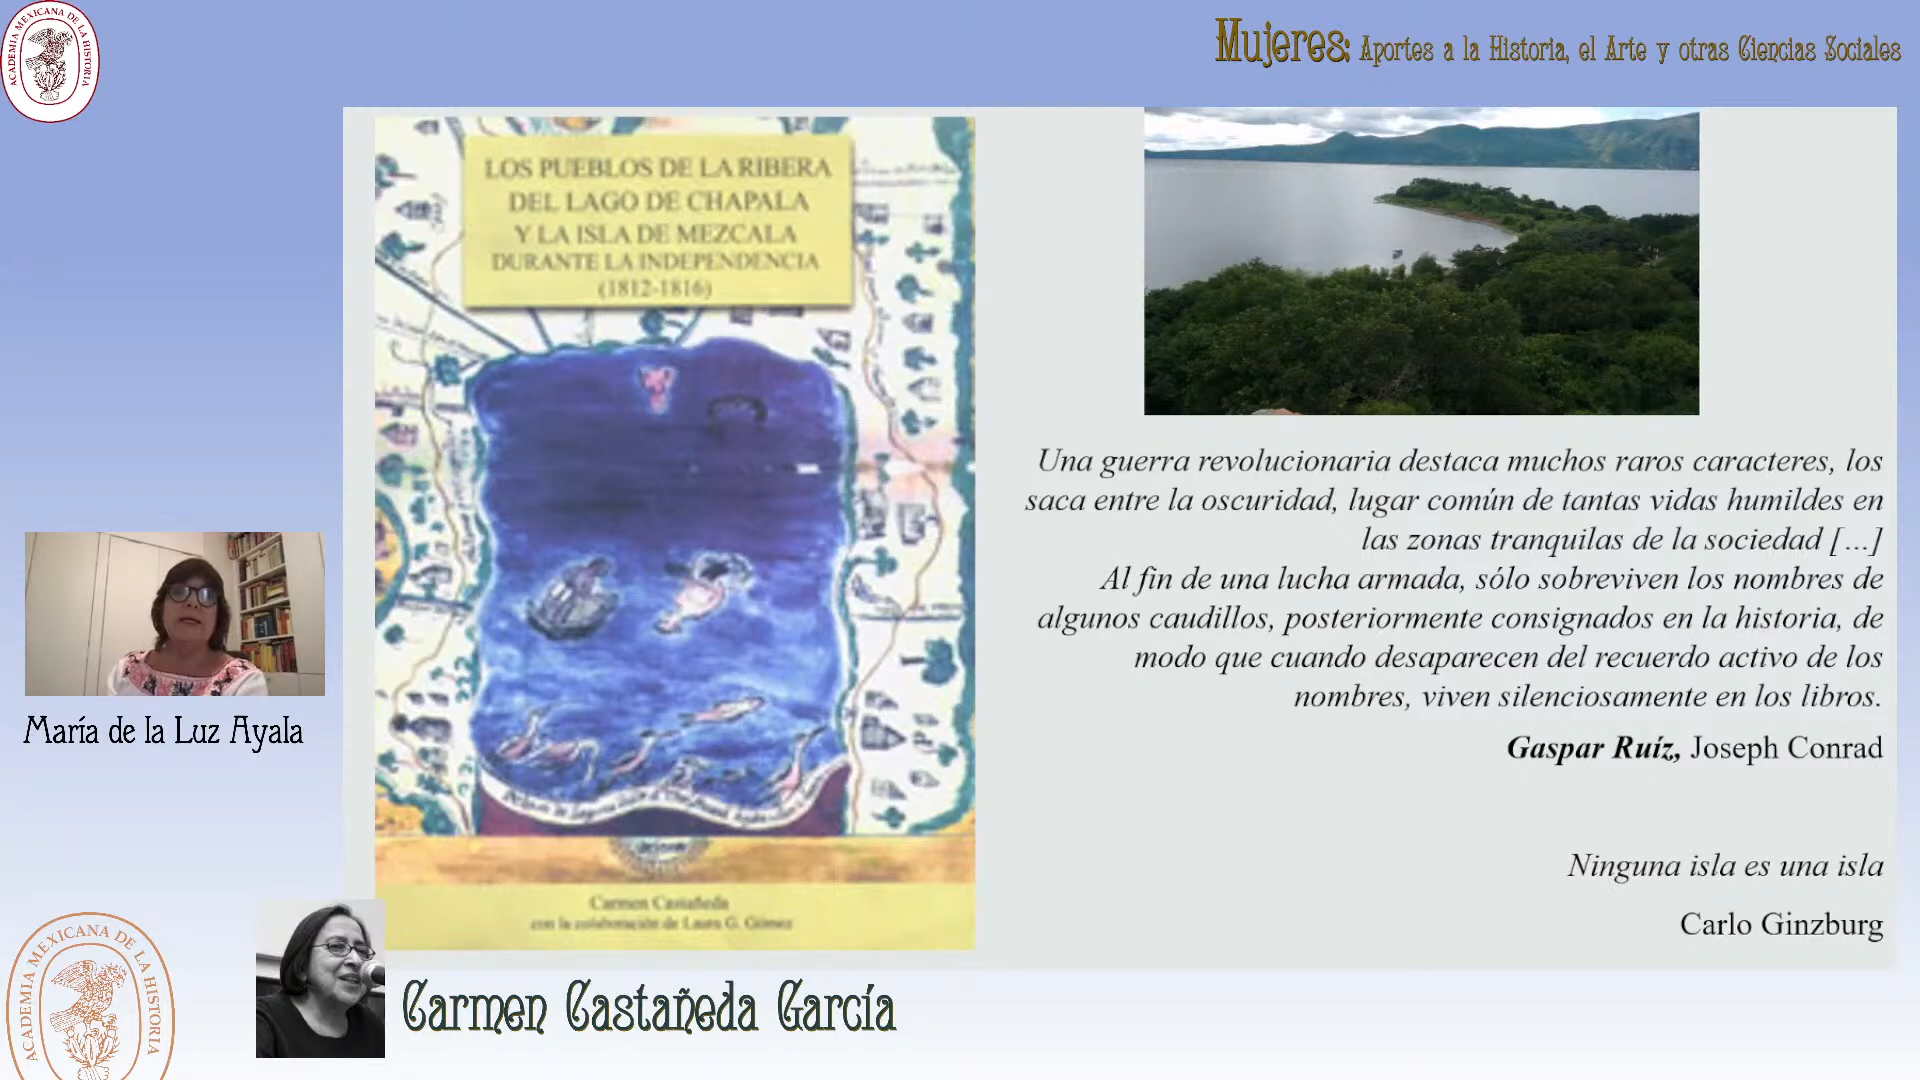 ACADEMIA MEXICANA DE LA HISTORIA
Mujeres: Aportes a la Historia, el Arte y otras Ciencias Sociales
LOS PUEBLOS DE LA RIBERA
DEL LAGO DE CHAPALA
Y LA ISLA DE MEZCALA
DURANTE LA INDEPENDENCIA
(1812-1816)
Carmen Castañeda
con la colaboración de Laura G. Gómez
Una guerra revolucionaria destaca muchos raros caracteres, los
saca entre la oscuridad, lugar común de tantas vidas humildes en
las zonas tranquilas de la sociedad [...]
Al fin de una lucha armada, sólo sobreviven los nombres de
algunos caudillos, posteriormente consignados en la historia, de
modo que cuando desaparecen del recuerdo activo de los
nombres, viven silenciosamente en los libros.
Gaspar Ruíz, Joseph Conrad
Ninguna isla es una isla
Carlo Ginzburg
María de la Luz Ayala
ACADEMIA MEXICANA DE LA HISTORIA
Carmen Castañeda García